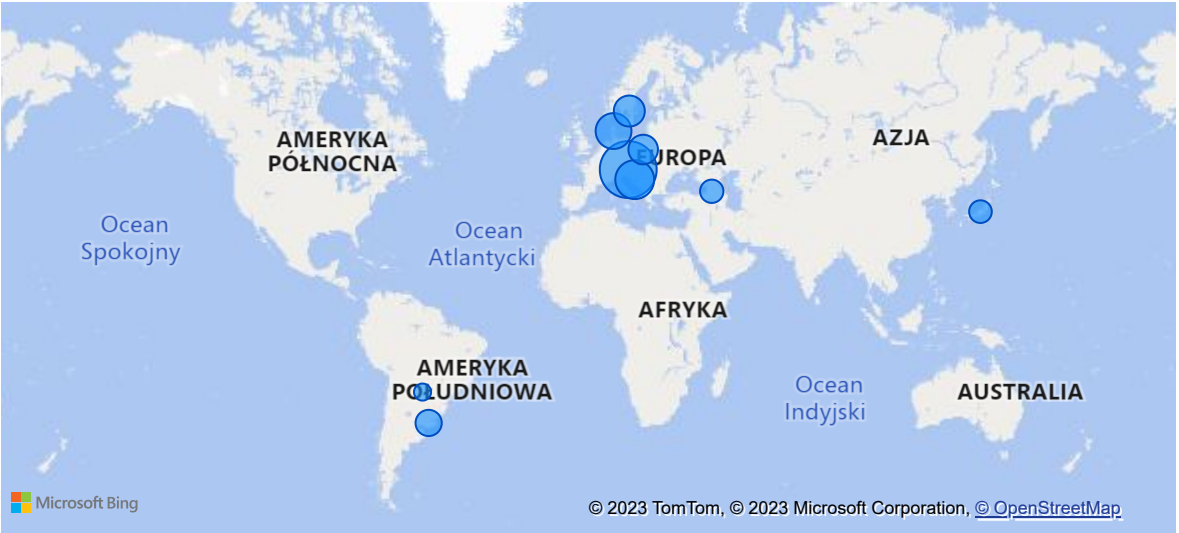 AMERYKA
PÓŁNOCNA
AZJA
EUROPA
Ocean
Spokojny
Ocean
Atlantycki
AFRYKA
AMERYKA
POŁUDNIOWA
Ocean
Indyjski
AUSTRALIA
Microsoft Bing
© 2023 TomTom, © 2023 Microsoft Corporation, © OpenStreetMap